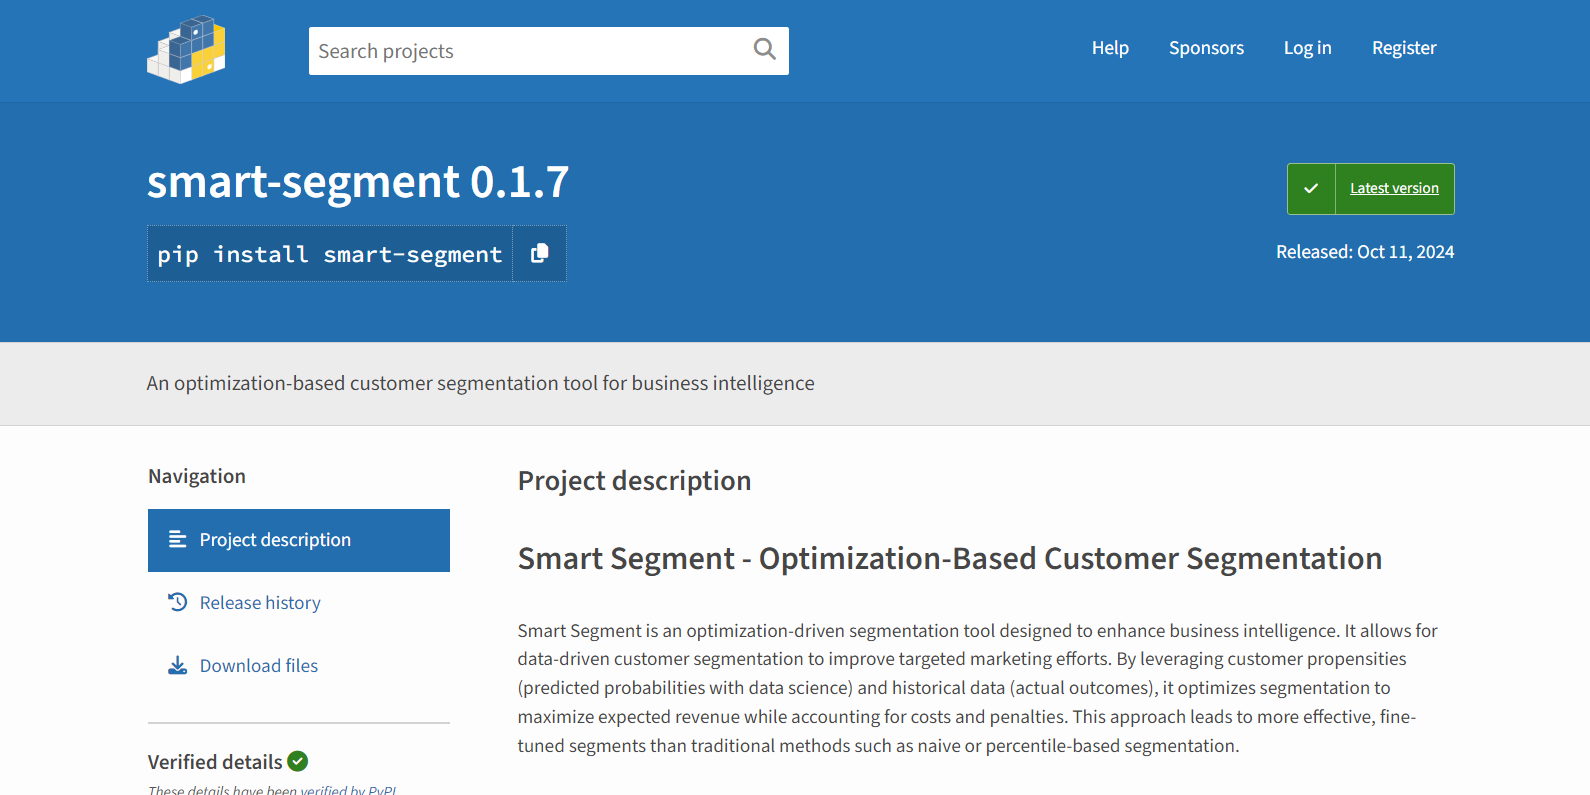 Search projects
Help
Sponsors
Log in
Register
smart-segment 0.1.7
pip install smart-segment
Latest version
Released: Oct 11, 2024
An optimization-based customer segmentation tool for business intelligence
Navigation
Project description
Release history
Download files
Verified details
These details have been verified by PyPI
Project description
Smart Segment - Optimization-Based Customer Segmentation
Smart Segment is an optimization-driven segmentation tool designed to enhance business intelligence. It allows for
data-driven customer segmentation to improve targeted marketing efforts. By leveraging customer propensities
(predicted probabilities with data science) and historical data (actual outcomes), it optimizes segmentation to
maximize expected revenue while accounting for costs and penalties. This approach leads to more effective, fine-
tuned segments than traditional methods such as naive or percentile-based segmentation.